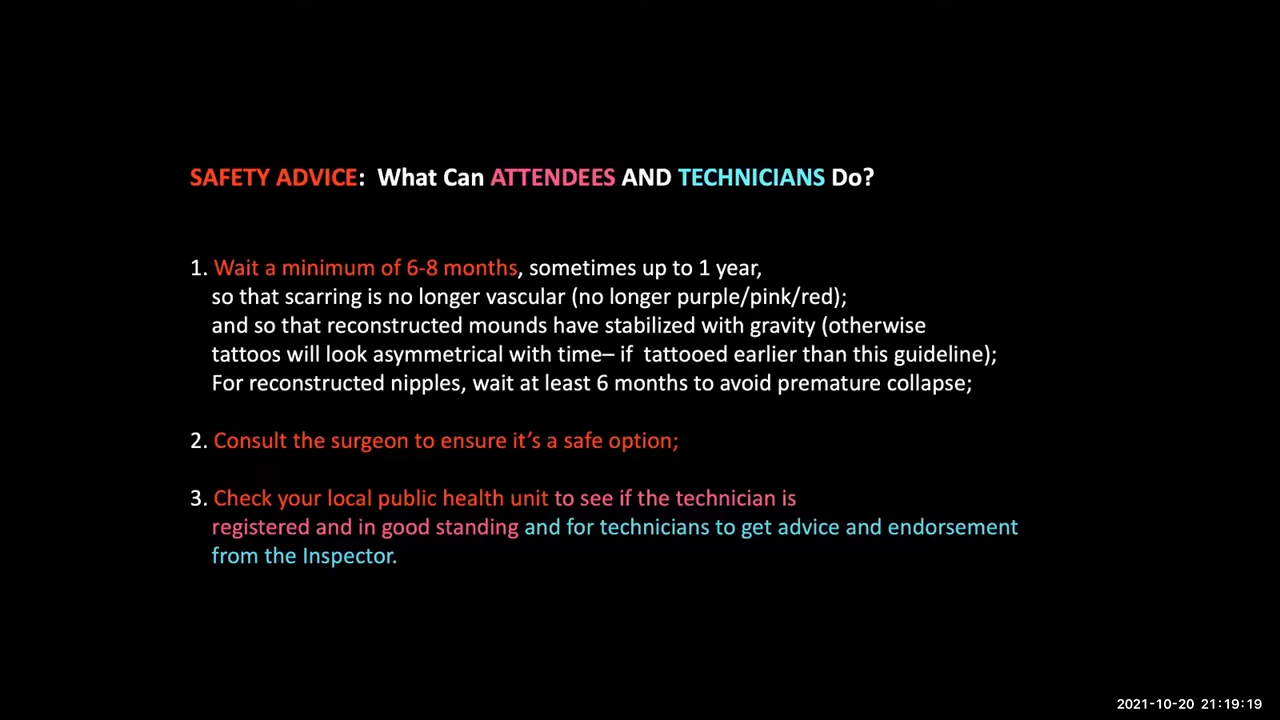 SAFETY ADVICE:  What Can ATTENDEES AND TECHNICIANS Do?
1. Wait a minimum of 6-8 months, sometimes up to 1 year,
so that scarring is no longer vascular (no longer purple/pink/red);
and so that reconstructed mounds have stabilized with gravity (otherwise
tattoos will look asymmetrical with time– if  tattooed earlier than this guideline);
For reconstructed nipples, wait at least 6 months to avoid premature collapse;
2. Consult the surgeon to ensure it’s a safe option;
3. Check your local public health unit to see if the technician is
registered and in good standing and for technicians to get advice and endorsement
from the Inspector.
2021-10-20 21:19:19